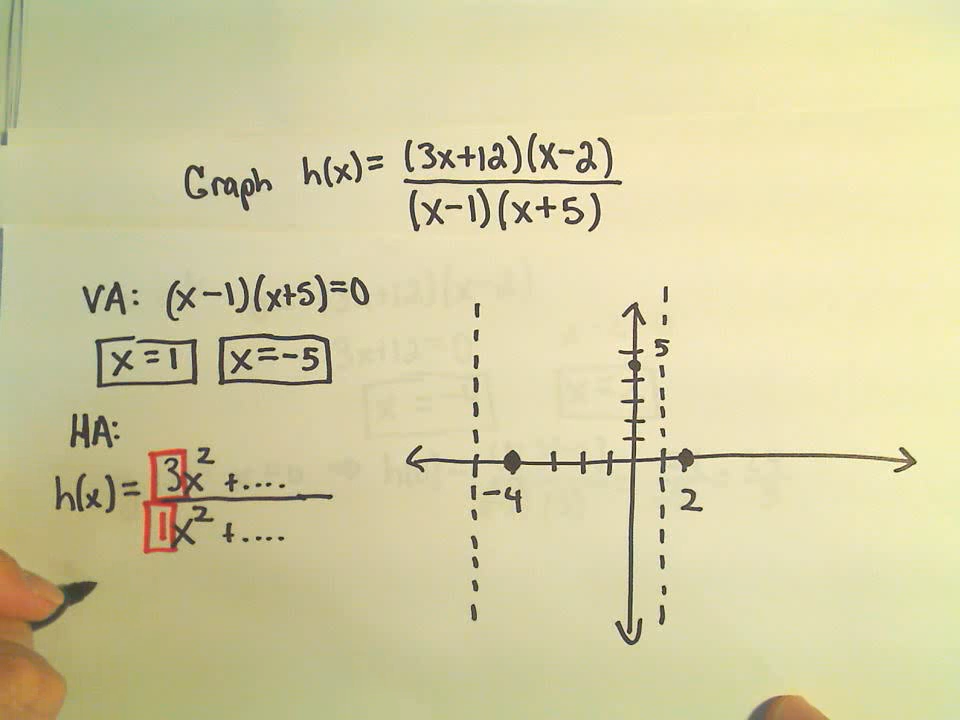 Graph h(x) = (3x+12)(x-2)
(x-1)(x+5)
VA: (x-1)(x+5)=0
x=1 x=-5
HA:
h(x) = 3x² + ....
1x² + ....
5
-4 2